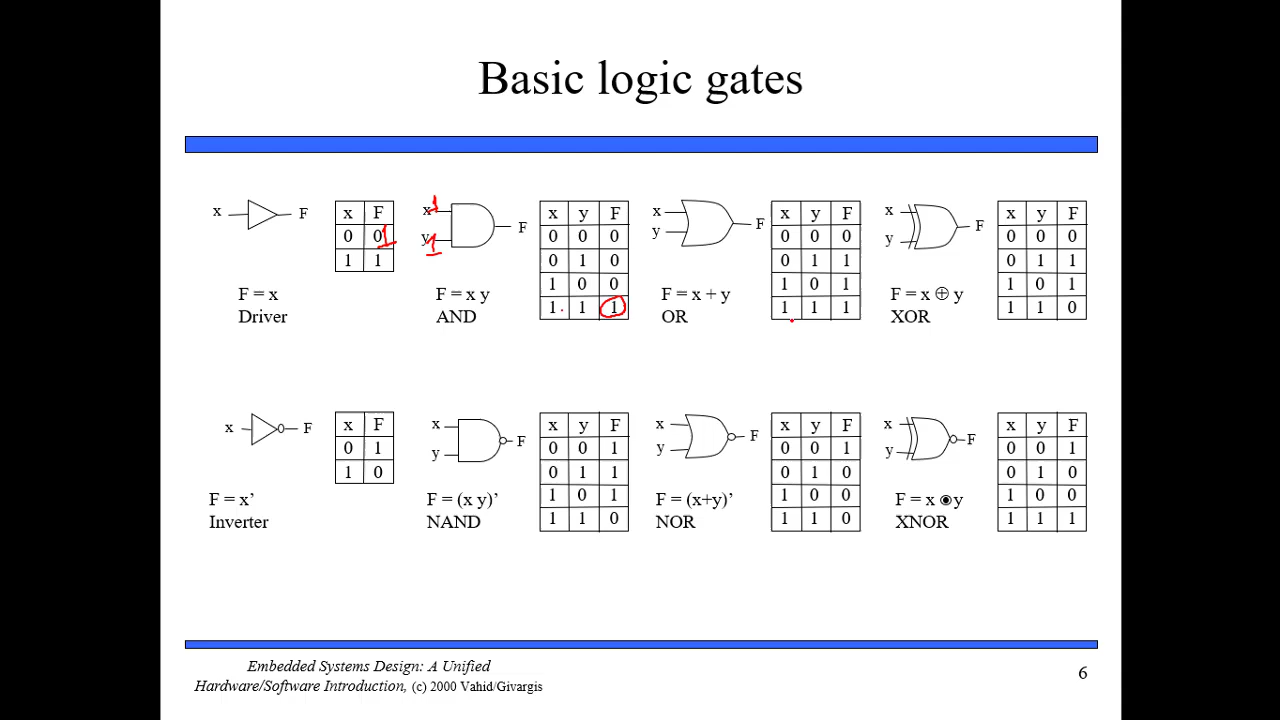 Basic logic gates
x F
x F
0 0 1
1 1
F = x
Driver
x 1
y 1
F
x y F
0 0 0
0 1 0
1 0 0
1 1 1
F = x y
AND
x
y
F
x y F
0 0 0
0 1 1
1 0 1
1 1 1
F = x + y
OR
x
y
F
x y F
0 0 0
0 1 1
1 0 1
1 1 0
F = x ⊕ y
XOR
x F
x F
0 1
1 0
F = x’
Inverter
x
y
F
x y F
0 0 1
0 1 1
1 0 1
1 1 0
F = (x y)’
NAND
x
y
F
x y F
0 0 1
0 1 0
1 0 0
1 1 0
F = (x+y)’
NOR
x
y
F
x y F
0 0 1
0 1 0
1 0 0
1 1 1
F = x ◉ y
XNOR
Embedded Systems Design: A Unified
Hardware/Software Introduction, (c) 2000 Vahid/Givargis
6